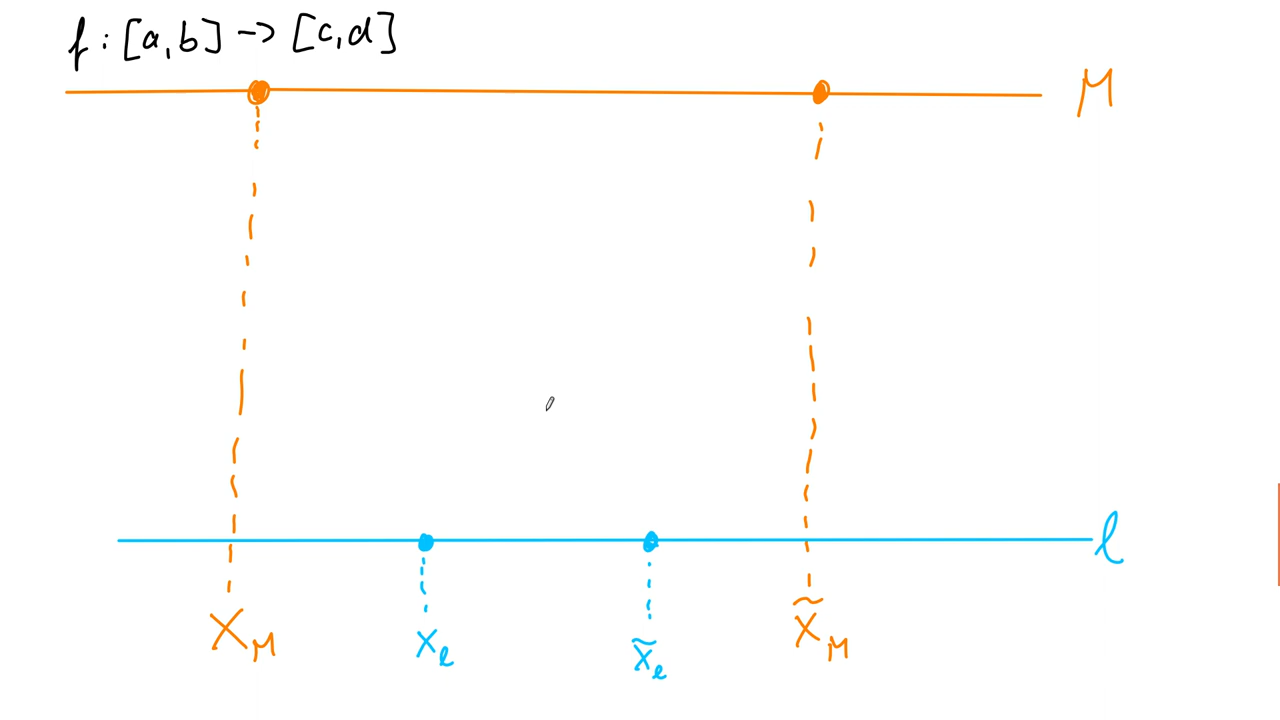 f : [a,b] -> [c,d]
M
l
X_M x_l x̃_l x̃_M